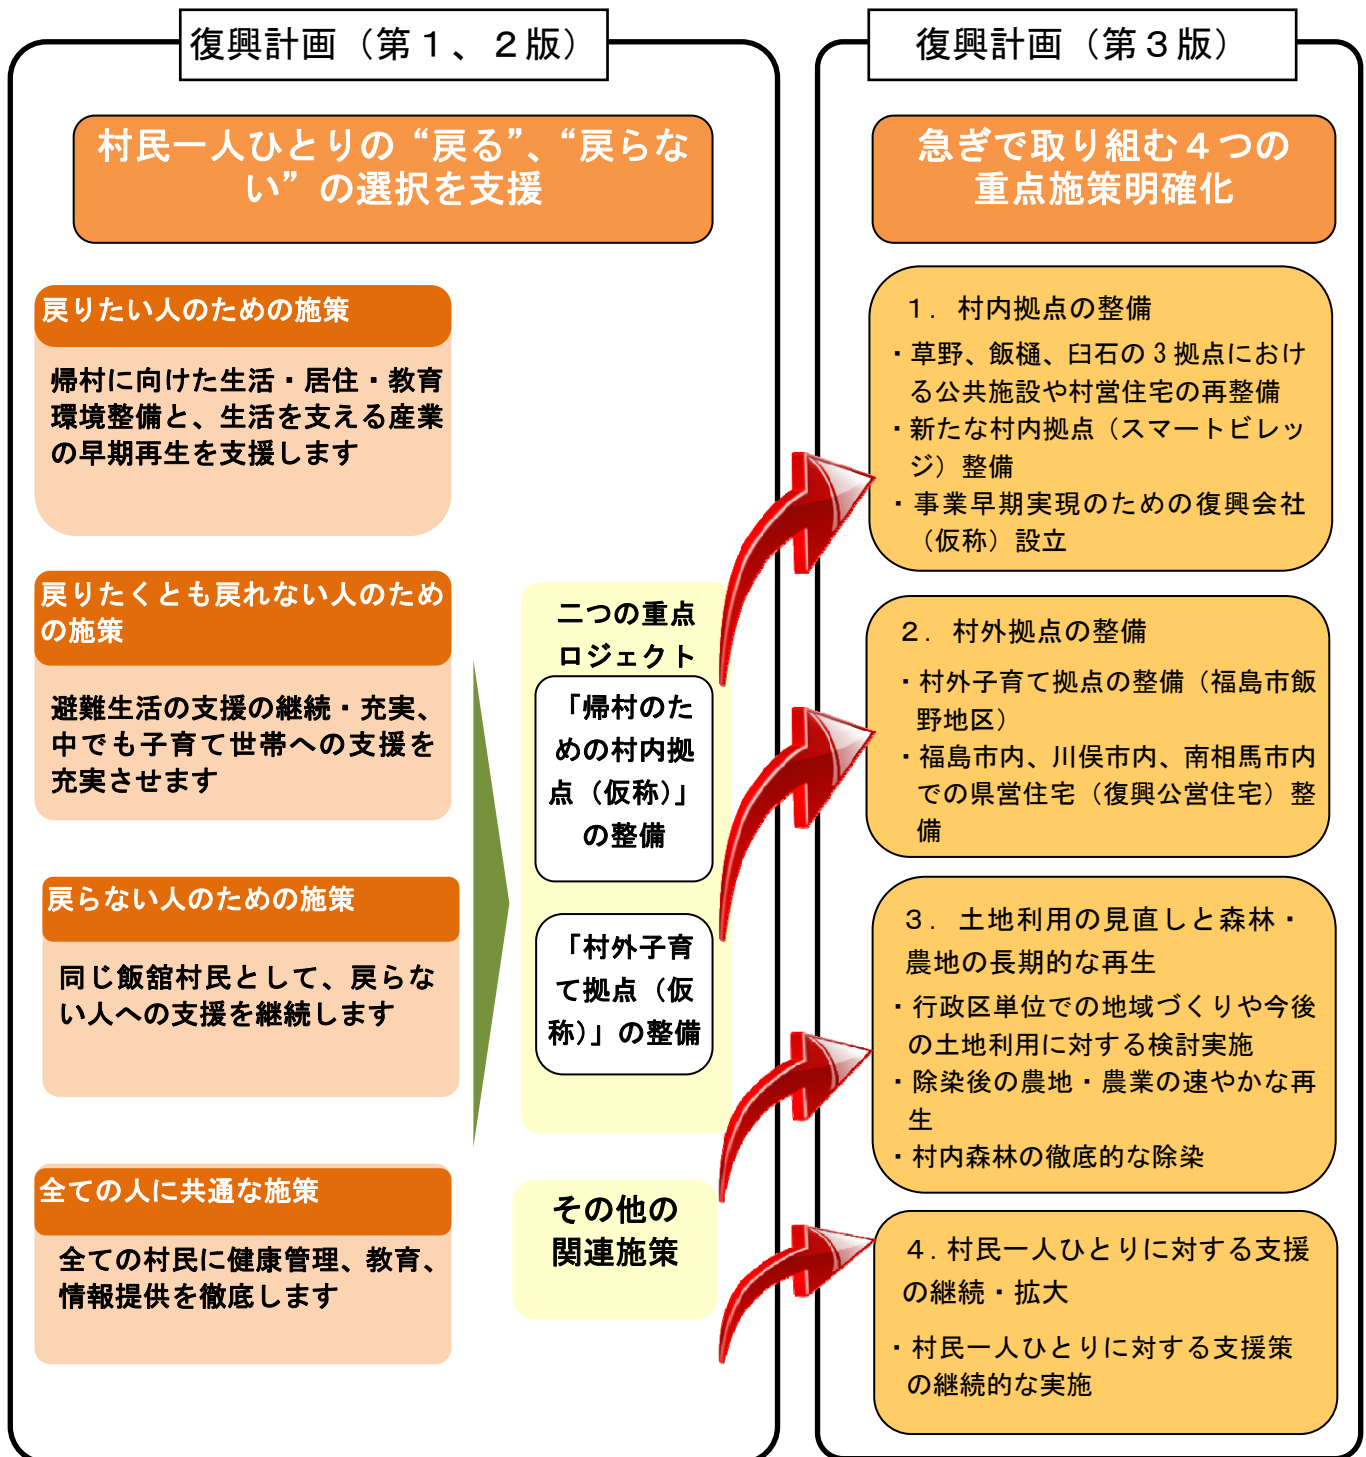 復興計画（第１、２版）
村民一人ひとりの“戻る”、“戻らな
い”の選択を支援
戻りたい人のための施策
帰村に向けた生活・居住・教育
環境整備と、生活を支える産業
の早期再生を支援します
戻りたくとも戻れない人のため
の施策
避難生活の支援の継続・充実、
中でも子育て世帯への支援を
充実させます
戻らない人のための施策
同じ飯舘村民として、戻らな
い人への支援を継続します
全ての人に共通な施策
全ての村民に健康管理、教育、
情報提供を徹底します
二つの重点
ロジェクト
「帰村のた
めの村内拠
点（仮称）」
の整備
「村外子育
て拠点（仮
称）」の整備
その他の
関連施策
復興計画（第３版）
急ぎで取り組む４つの
重点施策明確化
１．村内拠点の整備
・草野、飯樋、臼石の3拠点におけ
る公共施設や村営住宅の再整備
・新たな村内拠点（スマートビレッ
ジ）整備
・事業早期実現のための復興会社
（仮称）設立
２．村外拠点の整備
・村外子育て拠点の整備（福島市飯
野地区）
・福島市内、川俣市内、南相馬市内
での県営住宅（復興公営住宅）整
備
３．土地利用の見直しと森林・
農地の長期的な再生
・行政区単位での地域づくりや今後
の土地利用に対する検討実施
・除染後の農地・農業の速やかな再
生
・村内森林の徹底的な除染
４．村民一人ひとりに対する支援
の継続・拡大
・村民一人ひとりに対する支援策
の継続的な実施